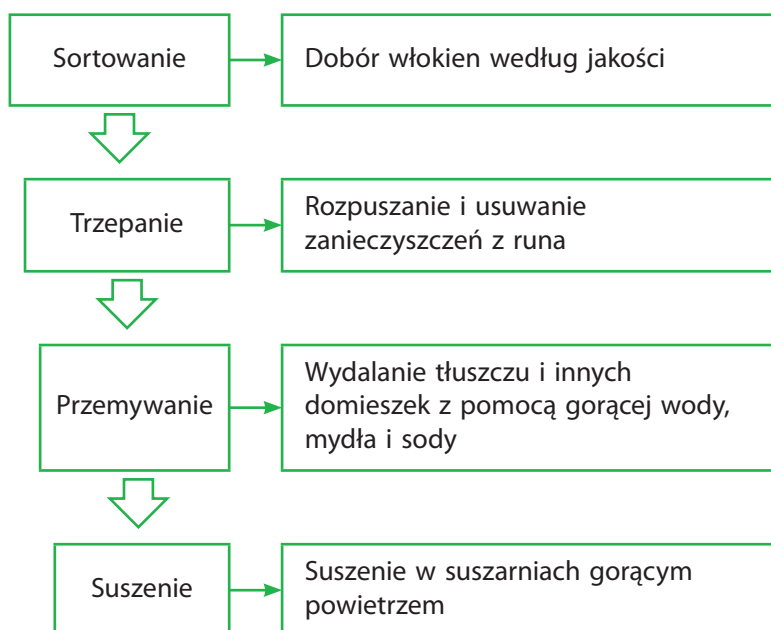 Sortowanie
Dobór włokien według jakości
Trzepanie
Rozpuszanie i usuwanie
zanieczyszczeń z runa
Przemywanie
Wydalanie tłuszczu i innych
domieszek z pomocą gorącej wody,
mydła i sody
Suszenie
Suszenie w suszarniach gorącym
powietrzem